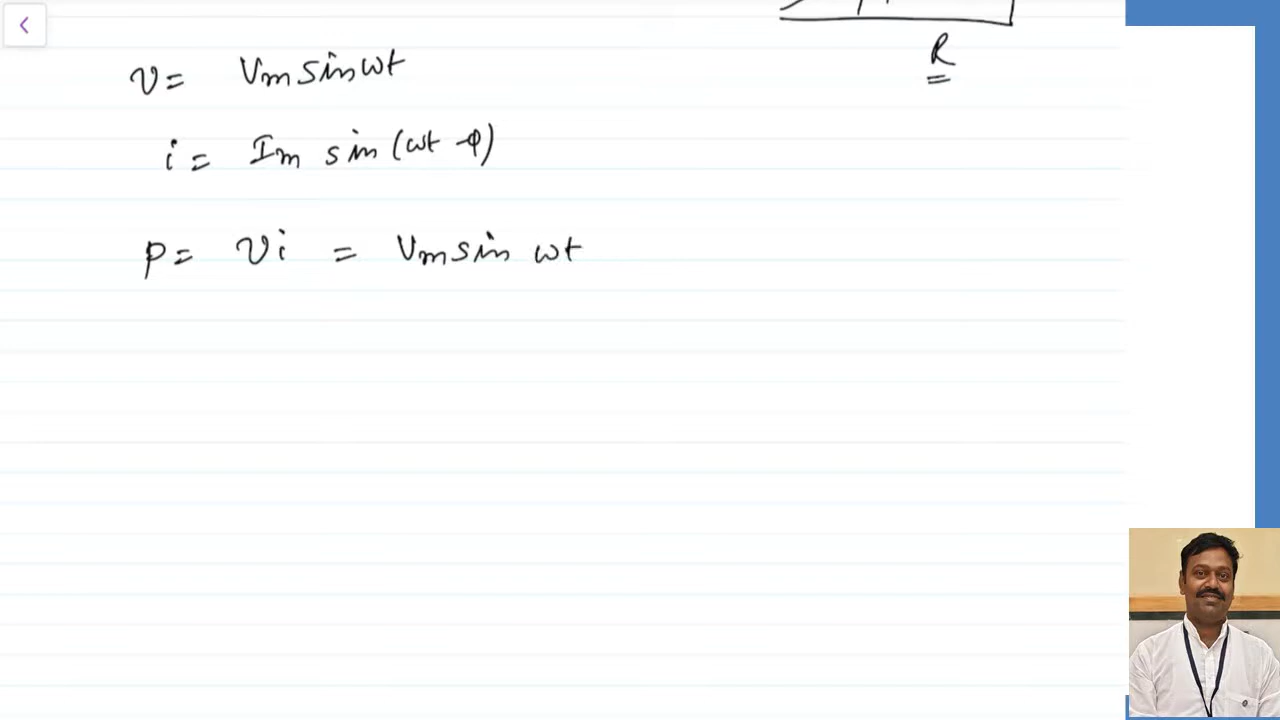 R
v = Vm sin ωt
i = Im sin (ωt - φ)
p = vi = Vm sin ωt